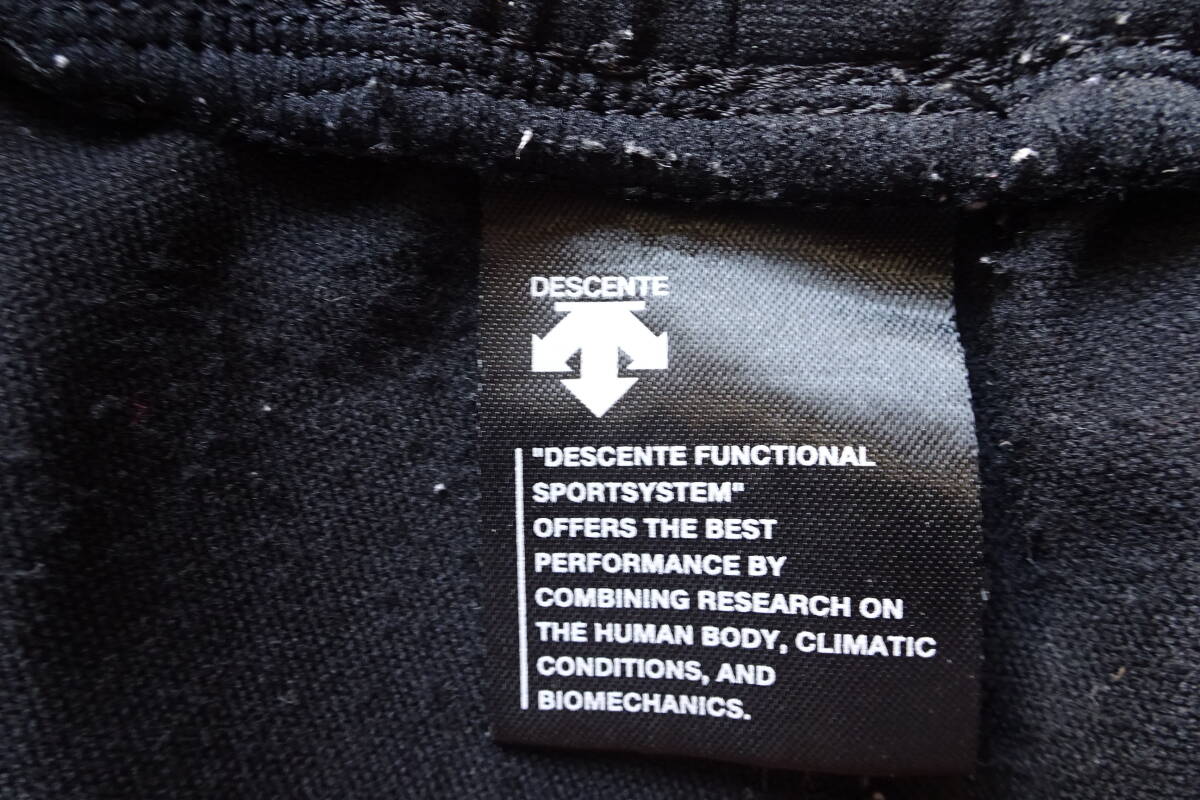 DESCENTE
"DESCENTE FUNCTIONAL
SPORTSYSTEM"
OFFERS THE BEST
PERFORMANCE BY
COMBINING RESEARCH ON
THE HUMAN BODY, CLIMATIC
CONDITIONS, AND
BIOMECHANICS.